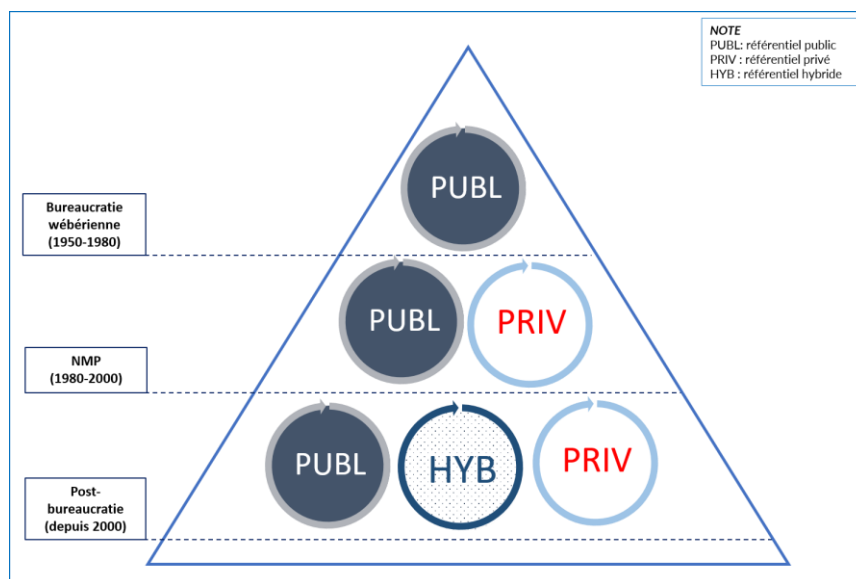 NOTE
PUBL: référentiel public
PRIV : référentiel privé
HYB : référentiel hybride
PUBL
Bureaucratie
wébérienne
(1950-1980)
PUBL
PRIV
NMP
(1980-2000)
PUBL
HYB
PRIV
Post-
bureaucratie
(depuis 2000)